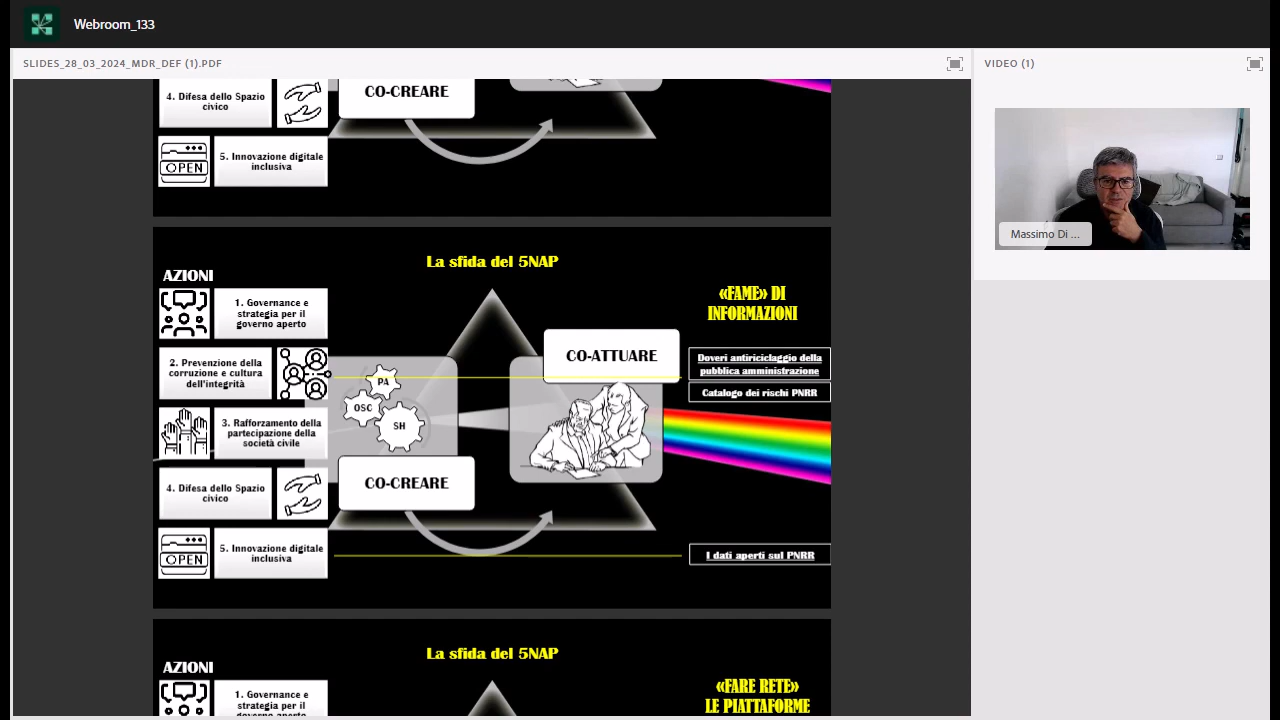 Webroom_133
SLIDES_28_03_2024_MDR_DEF (1).PDF
VIDEO (1)
Massimo Di ...
4. Difesa dello Spazio
civico
CO-CREARE
OPEN
5. Innovazione digitale
inclusiva
La sfida del 5NAP
AZIONI
«FAME» DI
INFORMAZIONI
1. Governance e
strategia per il
governo aperto
CO-ATTUARE
Doveri antiriciclaggio della
pubblica amministrazione
2. Prevenzione della
corruzione e cultura
dell'integrità
PA
Catalogo dei rischi PNRR
OSC
SH
3. Rafforzamento della
partecipazione della
società civile
4. Difesa dello Spazio
civico
CO-CREARE
OPEN
5. Innovazione digitale
inclusiva
I dati aperti sul PNRR
La sfida del 5NAP
AZIONI
«FARE RETE»
LE PIATTAFORME
1. Governance e
strategia per il
governo aperto